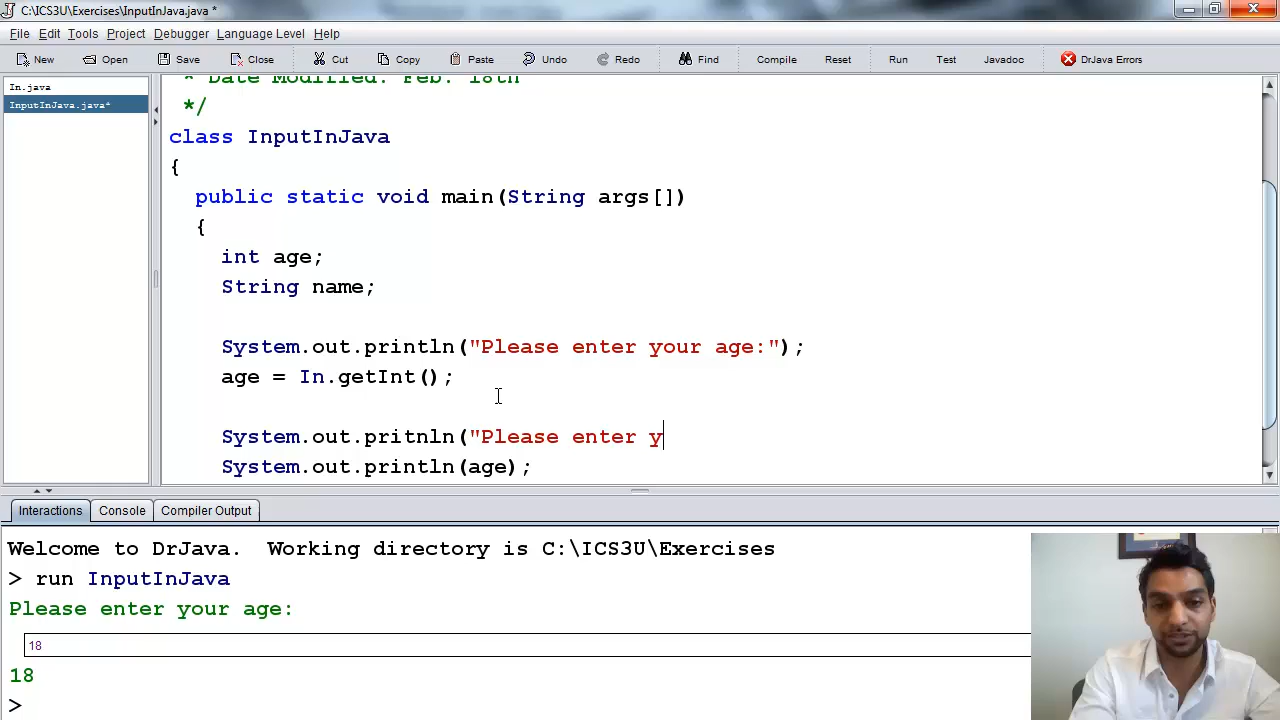 C:\ICS3U\Exercises\InputInJava.java *
File Edit Tools Project Debugger Language Level Help
New Open Save Close Cut Copy Paste Undo Redo Find Compile Reset Run Test Javadoc DrJava Errors
In.java
InputInJava.java*
* Date Modified: Feb. 18th
*/
class InputInJava
{
public static void main(String args[])
{
int age;
String name;
System.out.println("Please enter your age:");
age = In.getInt();
System.out.pritnln("Please enter y
System.out.println(age);
Interactions Console Compiler Output
Welcome to DrJava. Working directory is C:\ICS3U\Exercises
> run InputInJava
Please enter your age:
18
18
>